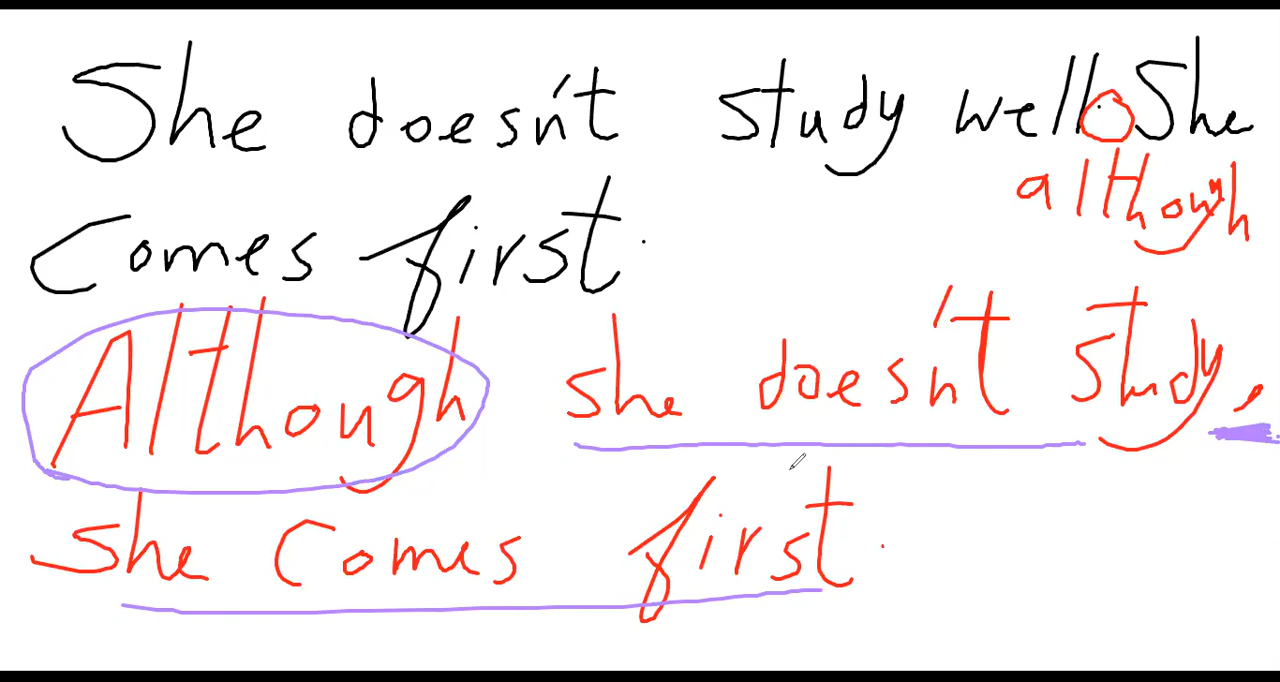 She doesn't study well. She
although
Comes first.
Although she doesn't study,
she comes first.